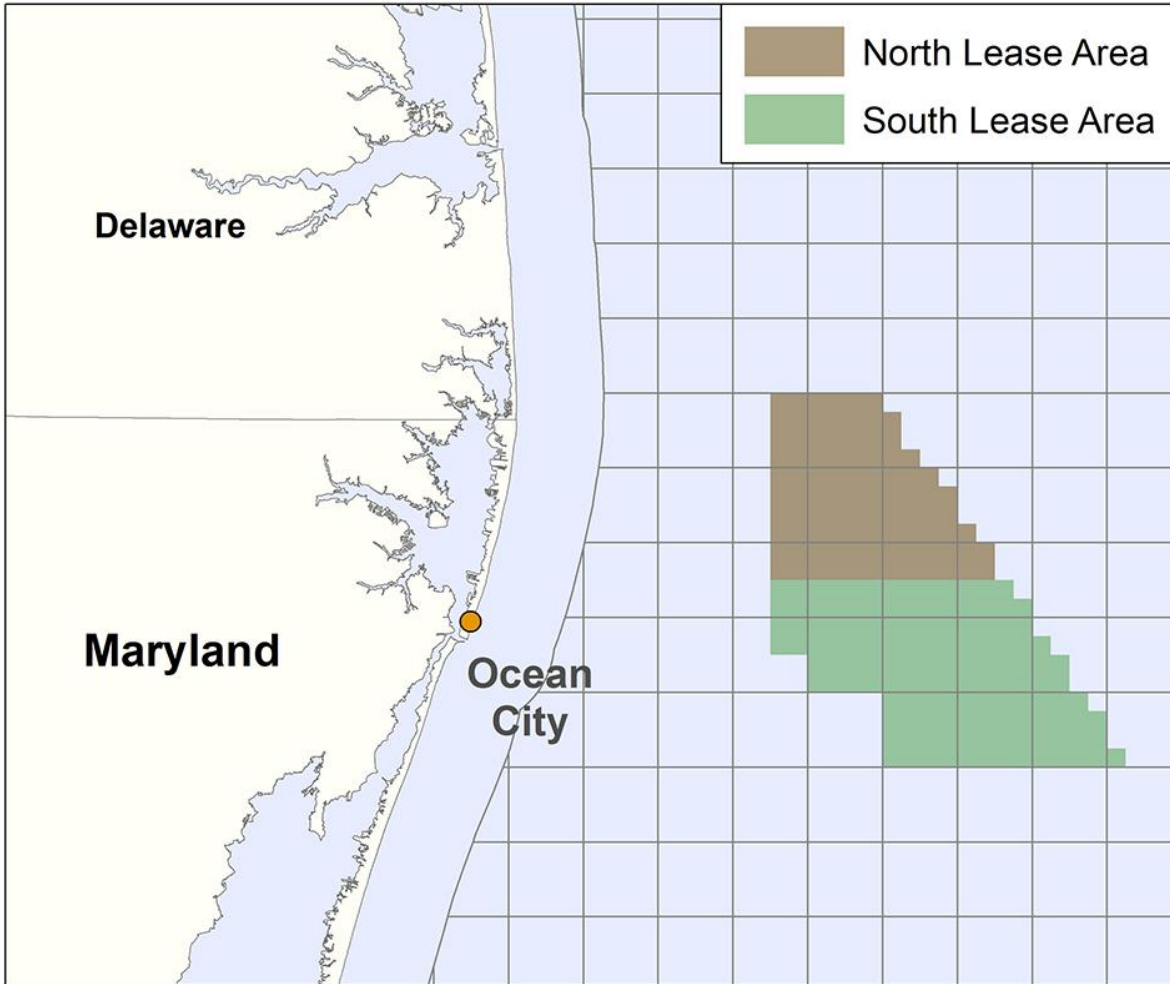 North Lease Area
South Lease Area
Delaware
Maryland
Ocean
City